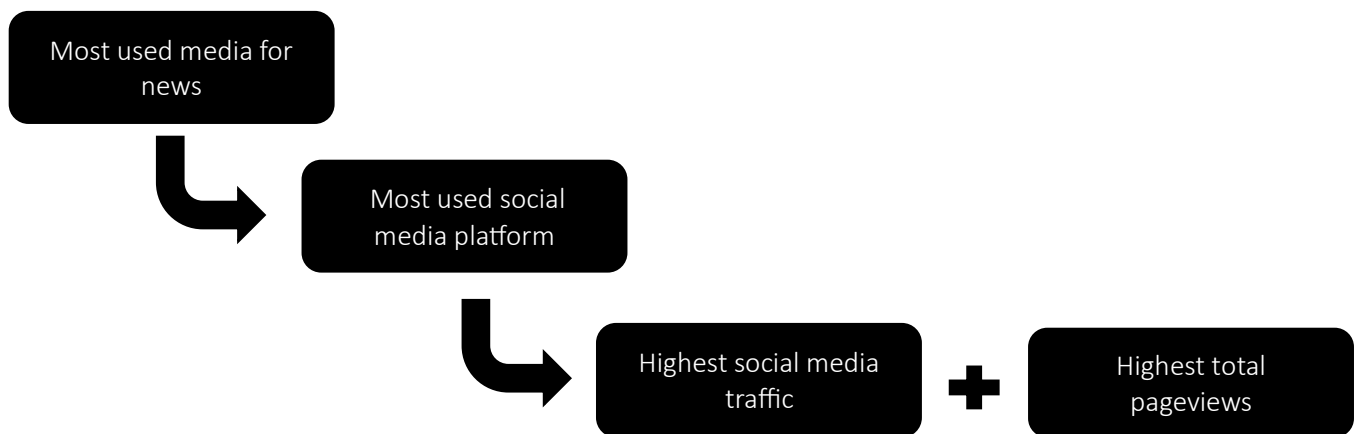 Most used media for
news
Most used social
media platform
Highest social media
traffic
Highest total
pageviews